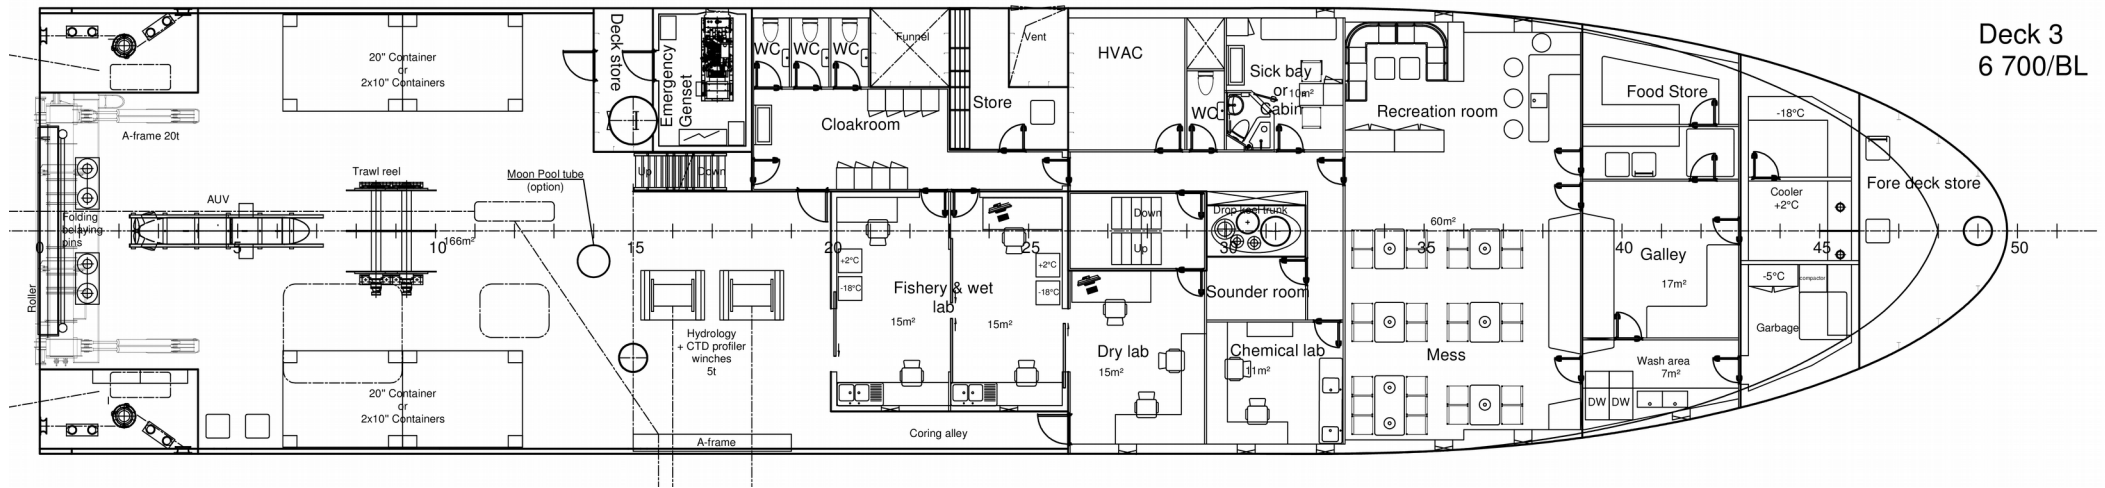 Deck 3
6 700/BL
20" Container
or
2x10" Containers
Deck store
Emergency
Genset
WC
WC
WC
Funnel
Vent
HVAC
Sick bay
or
10m²
Cabin
WC
Recreation room
Food Store
-18°C
Store
Cloakroom
A-frame 20t
Up
Down
Trawl reel
Moon Pool tube
(option)
AUV
Folding
belaying
pins
Roller
166m²
0
5
10
15
20
25
30
35
40
45
50
Down
Up
Drop keel trunk
60m²
Cooler
+2°C
Fore deck store
Galley
17m²
+2°C
-18°C
+2°C
-18°C
Fishery & wet
lab
15m²
15m²
Sounder room
-5°C
compactor
Garbage
Hydrology
+ CTD profiler
winches
5t
Dry lab
15m²
Chemical lab
11m²
Mess
Wash area
7m²
DW
DW
20" Container
or
2x10" Containers
A-frame
Coring alley